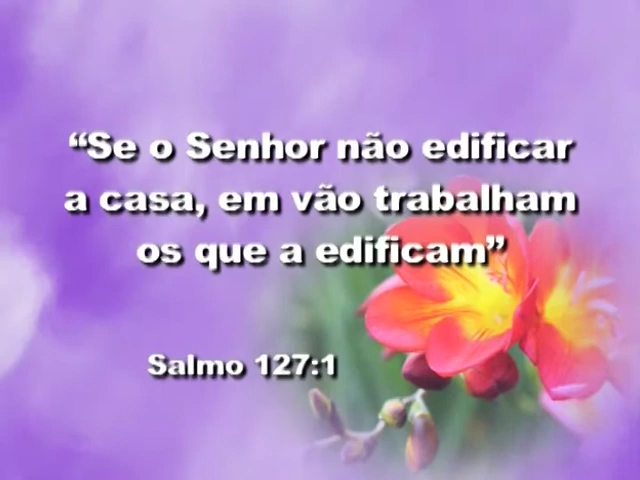 “Se o Senhor não edificar
a casa, em vão trabalham
os que a edificam”
Salmo 127:1